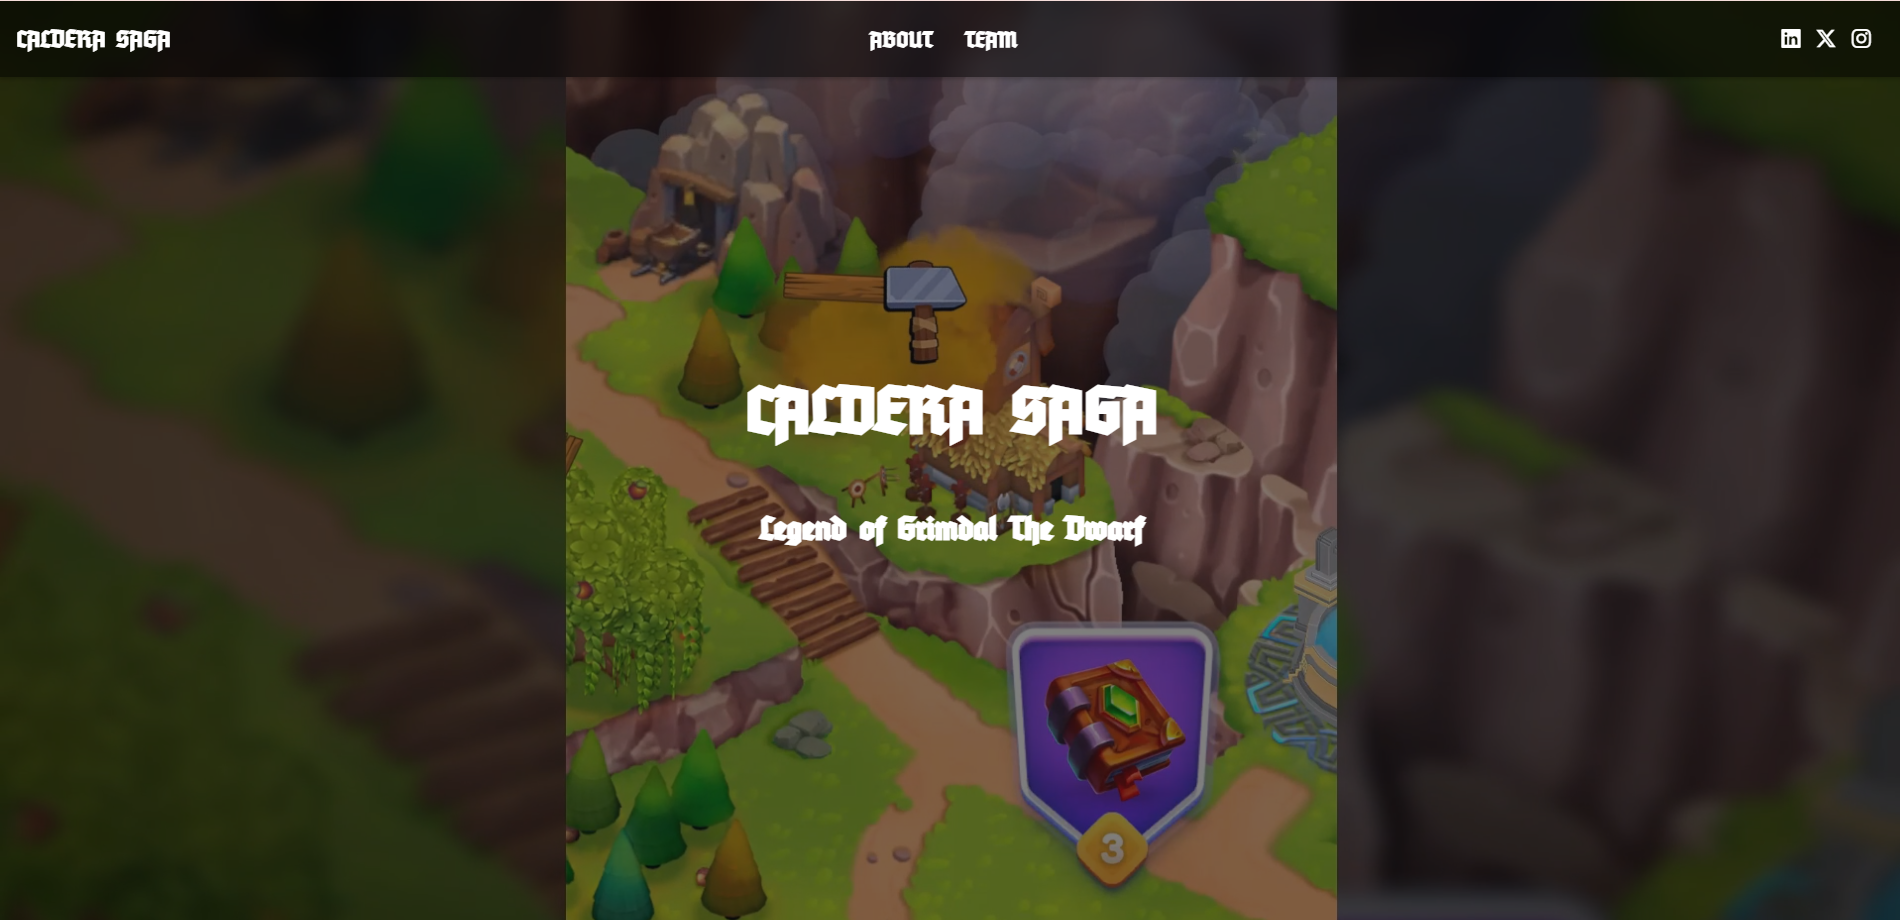 CALDERA SAGA
ABOUT TEAM
CALDERA SAGA
Legend of Grimdal The Dwarf
3